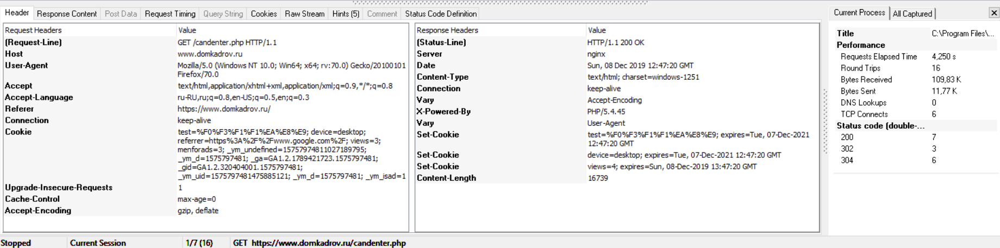 Header Response Content Post Data Request Timing Query String Cookies Raw Stream Hints (5) Comment Status Code Definition
Request Headers Value
(Request-Line) GET /candenter.php HTTP/1.1
Host www.domkadrov.ru
User-Agent Mozilla/5.0 (Windows NT 10.0; Win64; x64; rv:70.0) Gecko/20100101
Firefox/70.0
Accept text/html,application/xhtml+xml,application/xml;q=0.9,*/*;q=0.8
Accept-Language ru-RU,ru;q=0.8,en-US;q=0.5,en;q=0.3
Referer https://www.domkadrov.ru/
Connection keep-alive
Cookie test=%F0%F3%F1%F1%EA%E8%E9; device=desktop;
referrer=https%3A%2F%2Fwww.google.com%2F; views=3;
menforads=3; _ym_undefined=15757974811027189795;
_ym_d=1575797481; _ga=GA1.2.1789421723.1575797481;
_gid=GA1.2.320404001.1575797481;
_ym_uid=1575797481475885121; _ym_d=1575797481; _ym_isad=1
Upgrade-Insecure-Requests 1
Cache-Control max-age=0
Accept-Encoding gzip, deflate
Response Headers Value
(Status-Line) HTTP/1.1 200 OK
Server nginx
Date Sun, 08 Dec 2019 12:47:20 GMT
Content-Type text/html; charset=windows-1251
Connection keep-alive
Vary Accept-Encoding
X-Powered-By PHP/5.4.45
Vary User-Agent
Set-Cookie test=%F0%F3%F1%F1%EA%E8%E9; expires=Tue, 07-Dec-2021
12:47:20 GMT
Set-Cookie device=desktop; expires=Tue, 07-Dec-2021 12:47:20 GMT
Set-Cookie views=4; expires=Sun, 08-Dec-2019 13:47:20 GMT
Content-Length 16739
Current Process All Captured
Title C:\Program Files\...
Performance
Requests Elapsed Time 4,250 s
Round Trips 16
Bytes Received 109,83 K
Bytes Sent 11,77 K
DNS Lookups 0
TCP Connects 6
Status code (double-...
200 7
302 3
304 6
Stopped Current Session 1/7 (16) GET https://www.domkadrov.ru/candenter.php